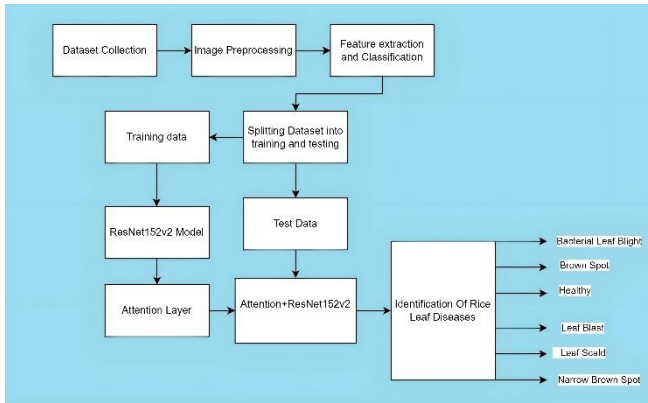 Dataset Collection
Image Preprocessing
Feature extraction
and Classification
Training data
Splitting Dataset into
training and testing
ResNet152v2 Model
Test Data
Attention Layer
Attention+ResNet152v2
Identification Of Rice
Leaf Diseases
Bacterial Leaf Blight
Brown Spot
Healthy
Leaf Blast
Leaf Scald
Narrow Brown Spot